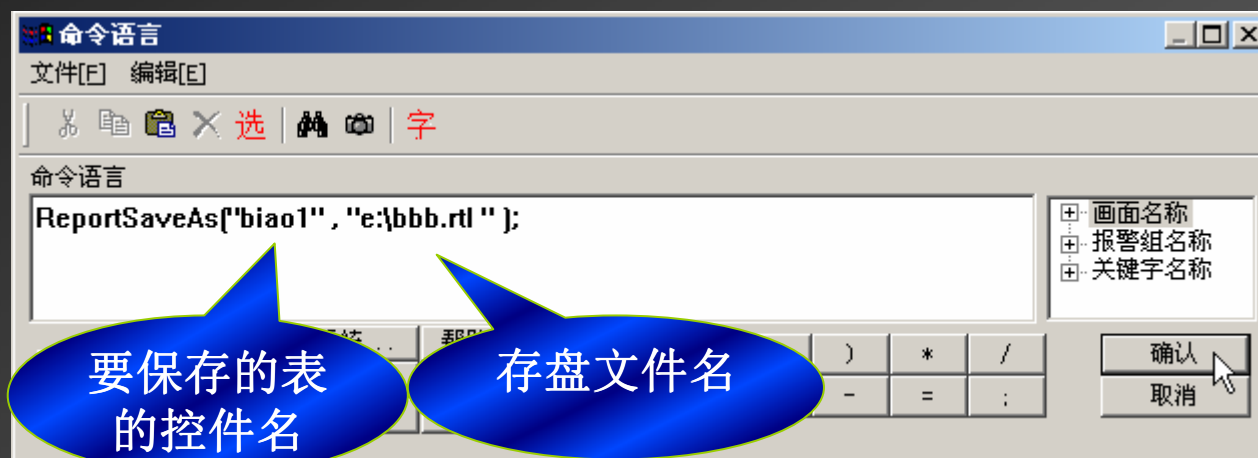 命令语言
文件[F] 编辑[E]
选 字
命令语言
ReportSaveAs("biao1" , "e:\bbb.rtl " );
画面名称
报警组名称
关键字名称
) * /
- = ;
确认
取消
要保存的表
的控件名
存盘文件名